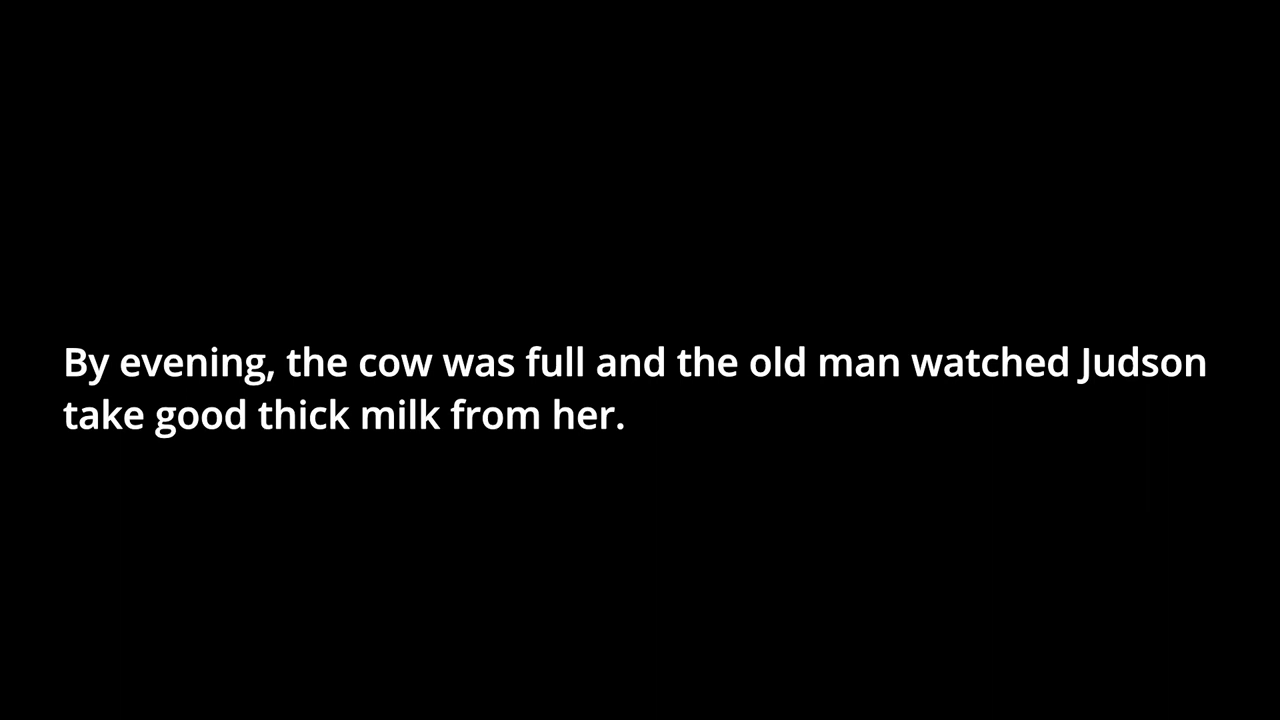 By evening, the cow was full and the old man watched Judson
take good thick milk from her.